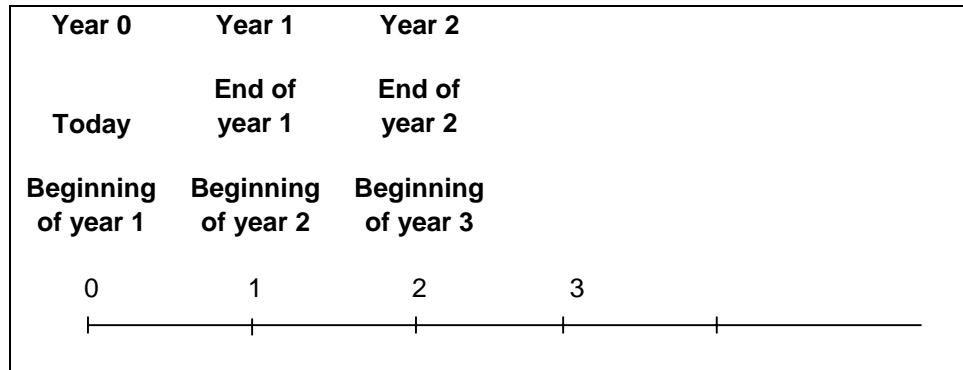 Year 0 Year 1 Year 2
End of End of
Today year 1 year 2
Beginning Beginning Beginning
of year 1 of year 2 of year 3
0 1 2 3